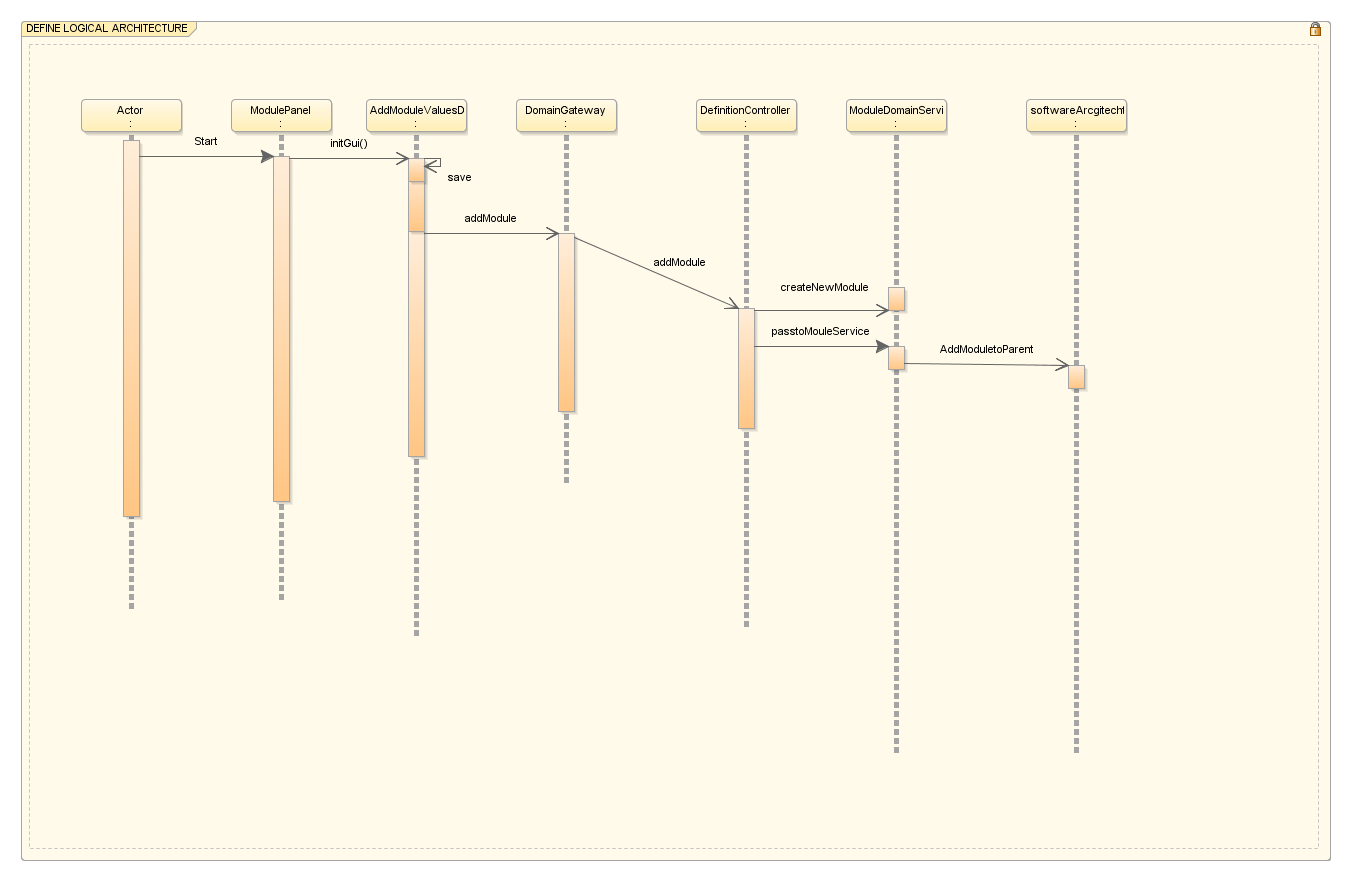 DEFINE LOGICAL ARCHITECTURE
Actor
:
ModulePanel
:
AddModuleValuesD
:
DomainGateway
:
DefinitionController
:
ModuleDomainServi
:
softwareArcgitecht
:
Start
initGui()
save
addModule
addModule
createNewModule
passtoMouleService
AddModuletoParent